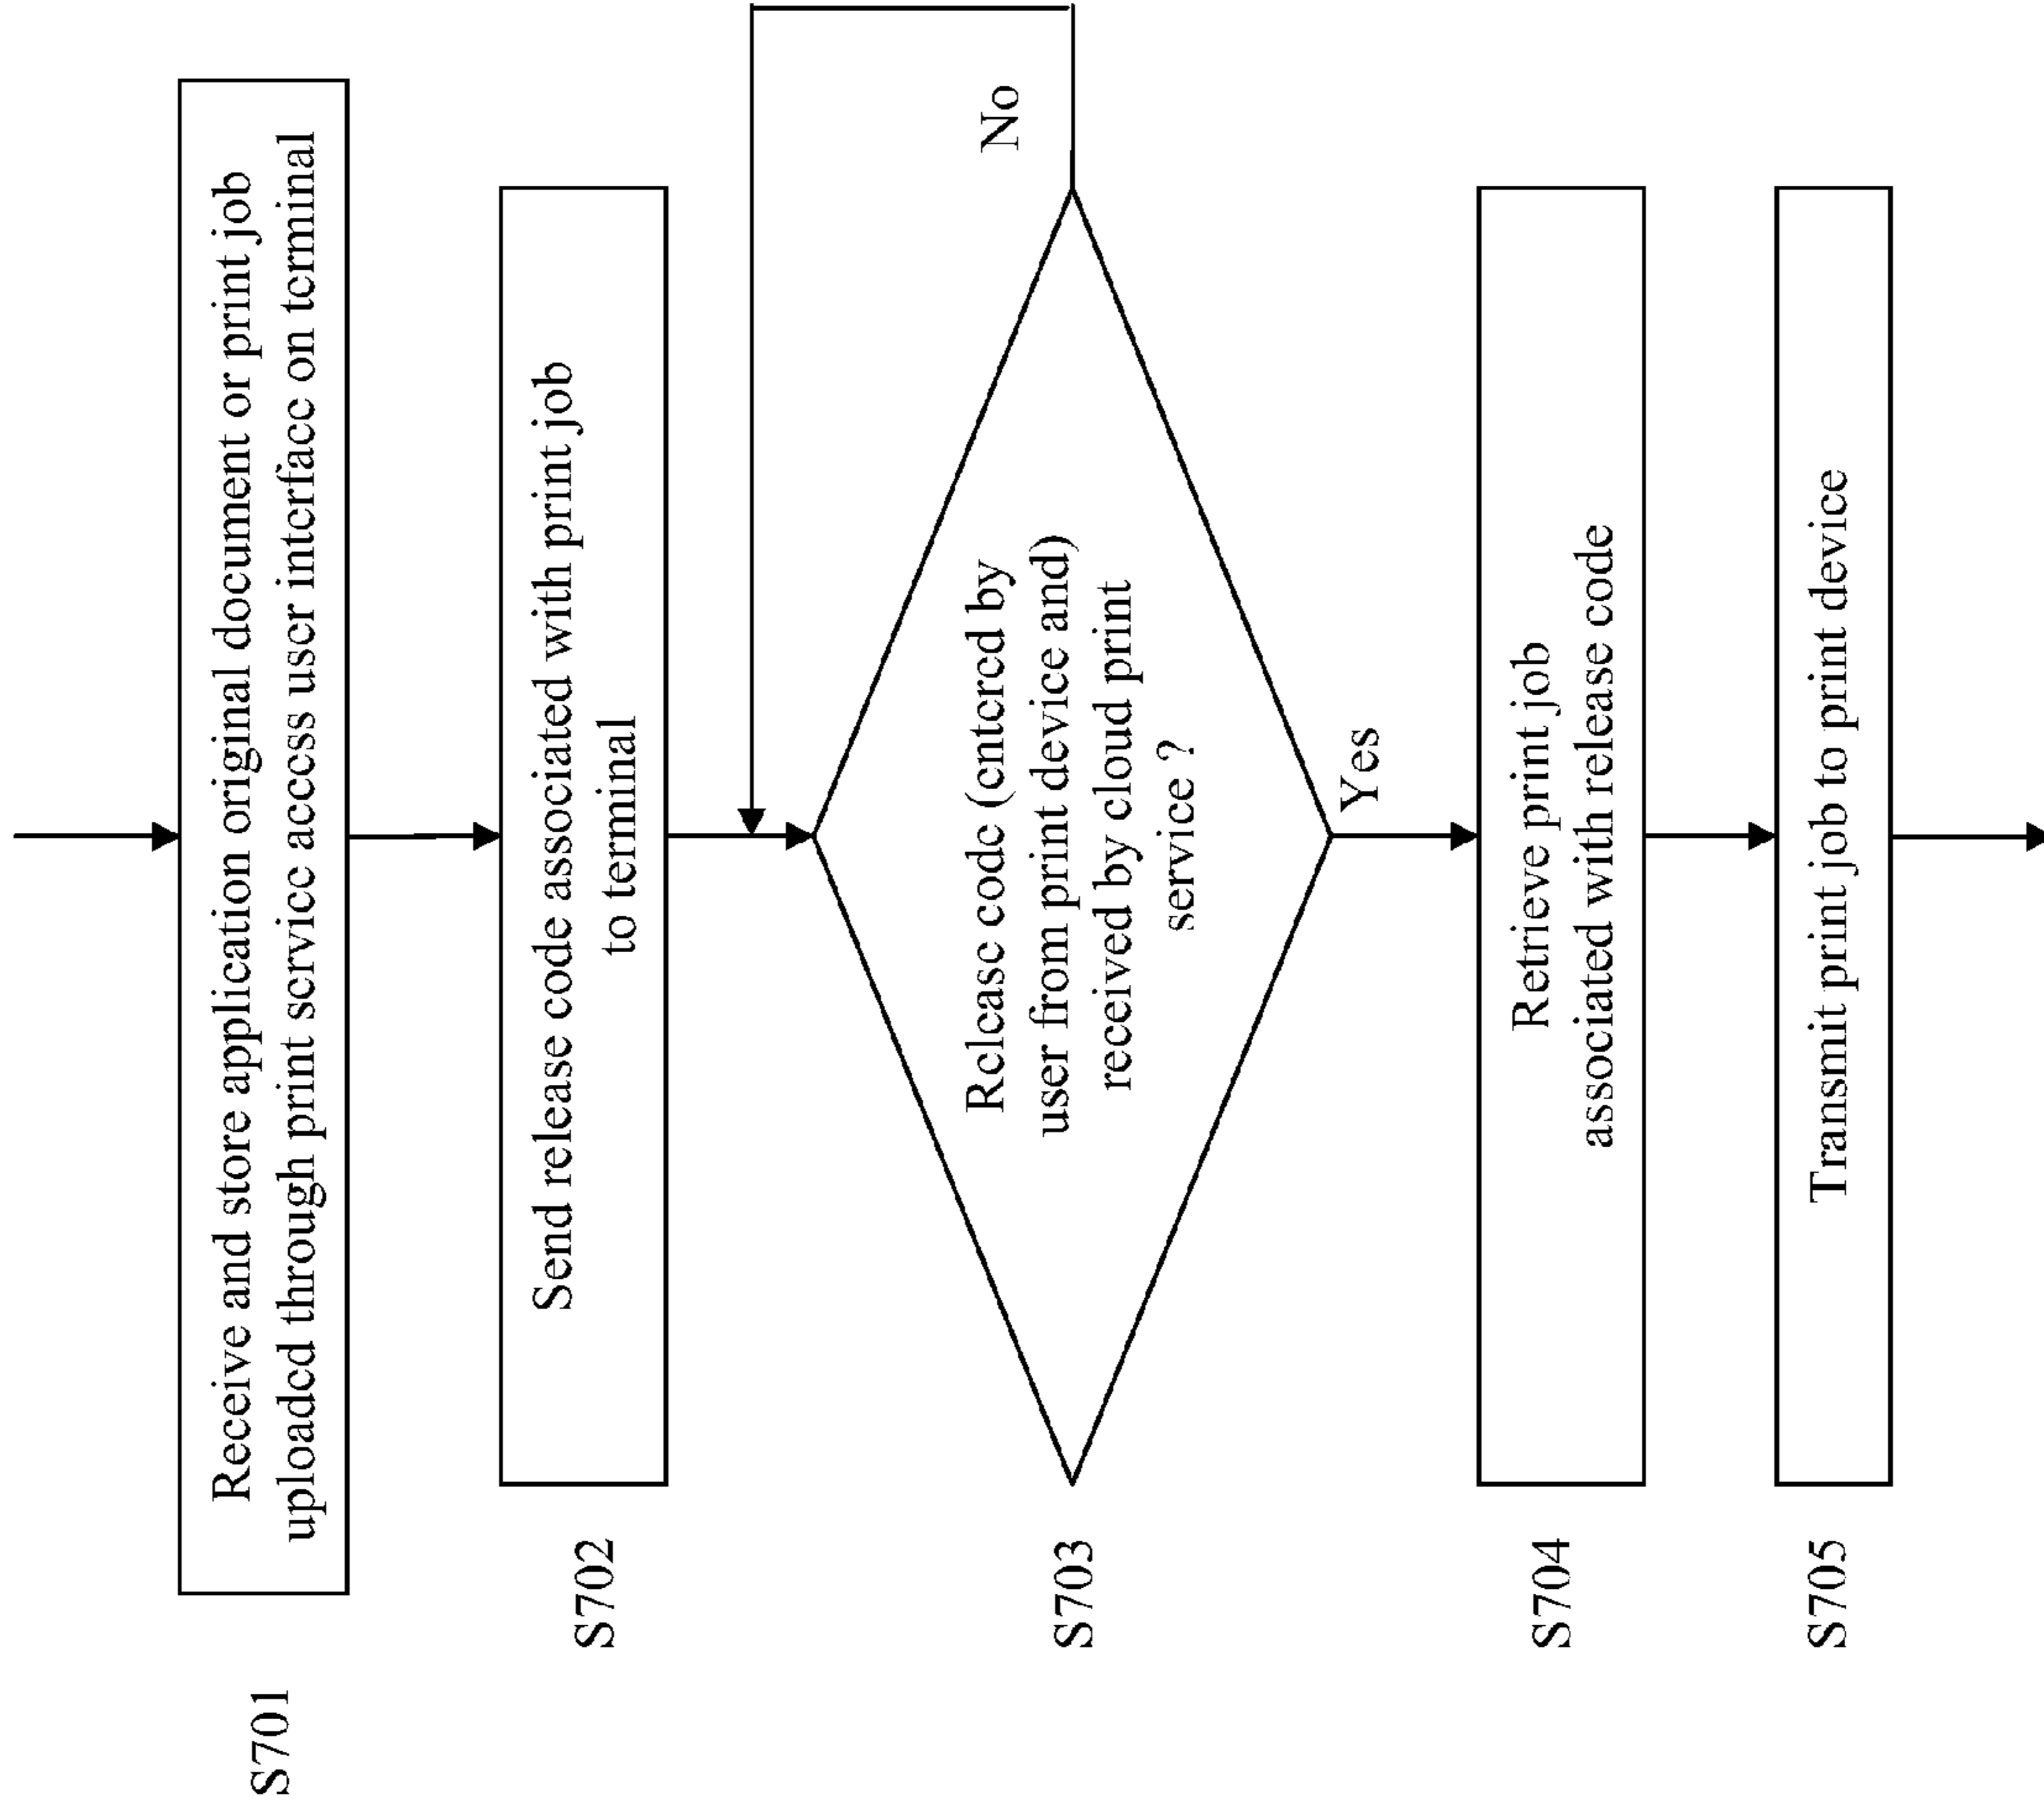 S701
Receive and store application original document or print job
uploaded through print service access user interface on terminal
S702
Send release code associated with print job
to terminal
S703
Release code (entered by
user from print device and)
received by cloud print
service ?
No
Yes
S704
Retrieve print job
associated with release code
S705
Transmit print job to print device